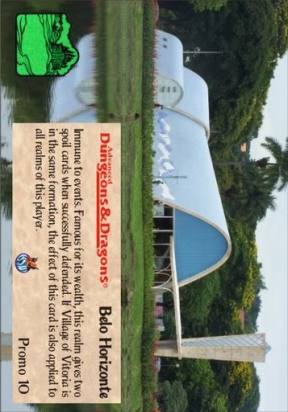 Advanced
Dungeons & Dragons®
Belo Horizonte
Immune to events. Famous for its wealth, this realm gives two
spoil cards when successfully defended. If Village of Vitoria is
in the same formation, the effect of this card is also applied to
all realms of this player.
Promo 10